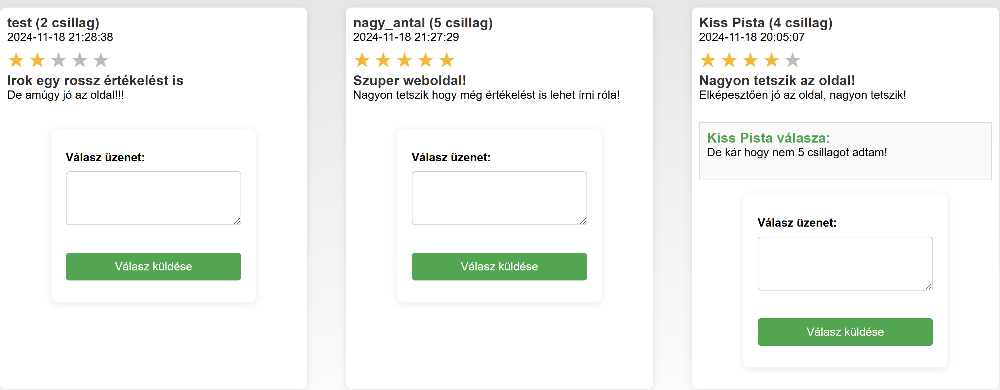 test (2 csillag)
2024-11-18 21:28:38
Irok egy rossz értékelést is
De amúgy jó az oldal!!!
Válasz üzenet:
Válasz küldése
nagy_antal (5 csillag)
2024-11-18 21:27:29
Szuper weboldal!
Nagyon tetszik hogy még értékelést is lehet írni róla!
Válasz üzenet:
Válasz küldése
Kiss Pista (4 csillag)
2024-11-18 20:05:07
Nagyon tetszik az oldal!
Elképesztően jó az oldal, nagyon tetszik!
Kiss Pista válasza:
De kár hogy nem 5 csillagot adtam!
Válasz üzenet:
Válasz küldése